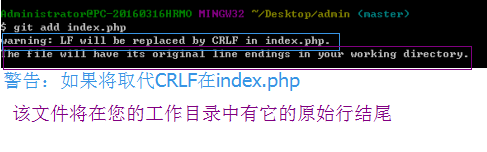 Administrator@PC-20160316HRMO MINGW32 ~/Desktop/admin (master)
$ git add index.php
warning: LF will be replaced by CRLF in index.php.
The file will have its original line endings in your working directory.
警告：如果将取代CRLF在index.php
该文件将在您的工作目录中有它的原始行结尾